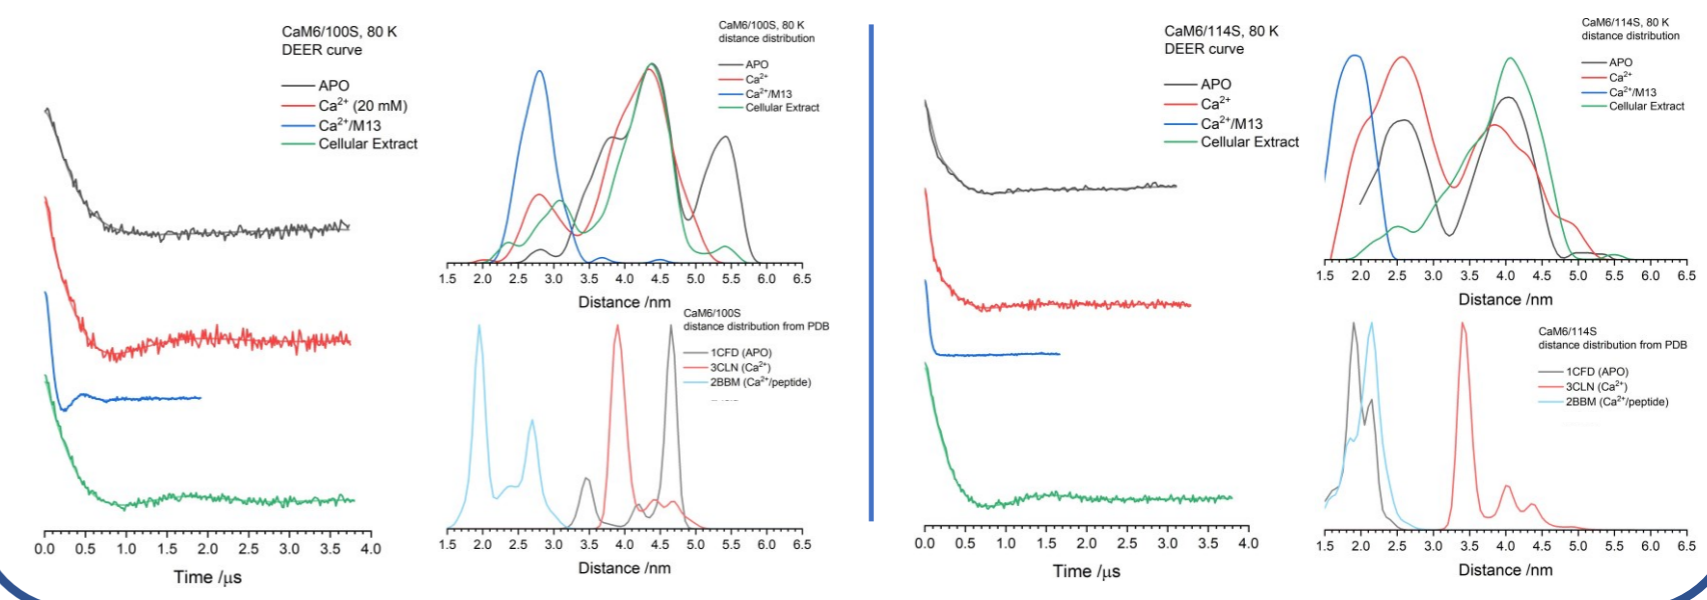 CaM6/100S, 80 K
DEER curve
APO
Ca²⁺ (20 mM)
Ca²⁺/M13
Cellular Extract
0.0 0.5 1.0 1.5 2.0 2.5 3.0 3.5 4.0
Time /μs
CaM6/100S, 80 K
distance distribution
APO
Ca²⁺
Ca²⁺/M13
Cellular Extract
1.5 2.0 2.5 3.0 3.5 4.0 4.5 5.0 5.5 6.0 6.5
Distance /nm
CaM6/100S
distance distribution from PDB
1CFD (APO)
3CLN (Ca²⁺)
2BBM (Ca²⁺/peptide)
1.5 2.0 2.5 3.0 3.5 4.0 4.5 5.0 5.5 6.0 6.5
Distance /nm
CaM6/114S, 80 K
DEER curve
APO
Ca²⁺
Ca²⁺/M13
Cellular Extract
0.0 0.5 1.0 1.5 2.0 2.5 3.0 3.5 4.0
Time /μs
CaM6/114S, 80 K
distance distribution
APO
Ca²⁺
Ca²⁺/M13
Cellular Extract
1.5 2.0 2.5 3.0 3.5 4.0 4.5 5.0 5.5 6.0 6.5
Distance /nm
CaM6/114S
distance distribution from PDB
1CFD (APO)
3CLN (Ca²⁺)
2BBM (Ca²⁺/peptide)
1.5 2.0 2.5 3.0 3.5 4.0 4.5 5.0 5.5 6.0 6.5
Distance /nm